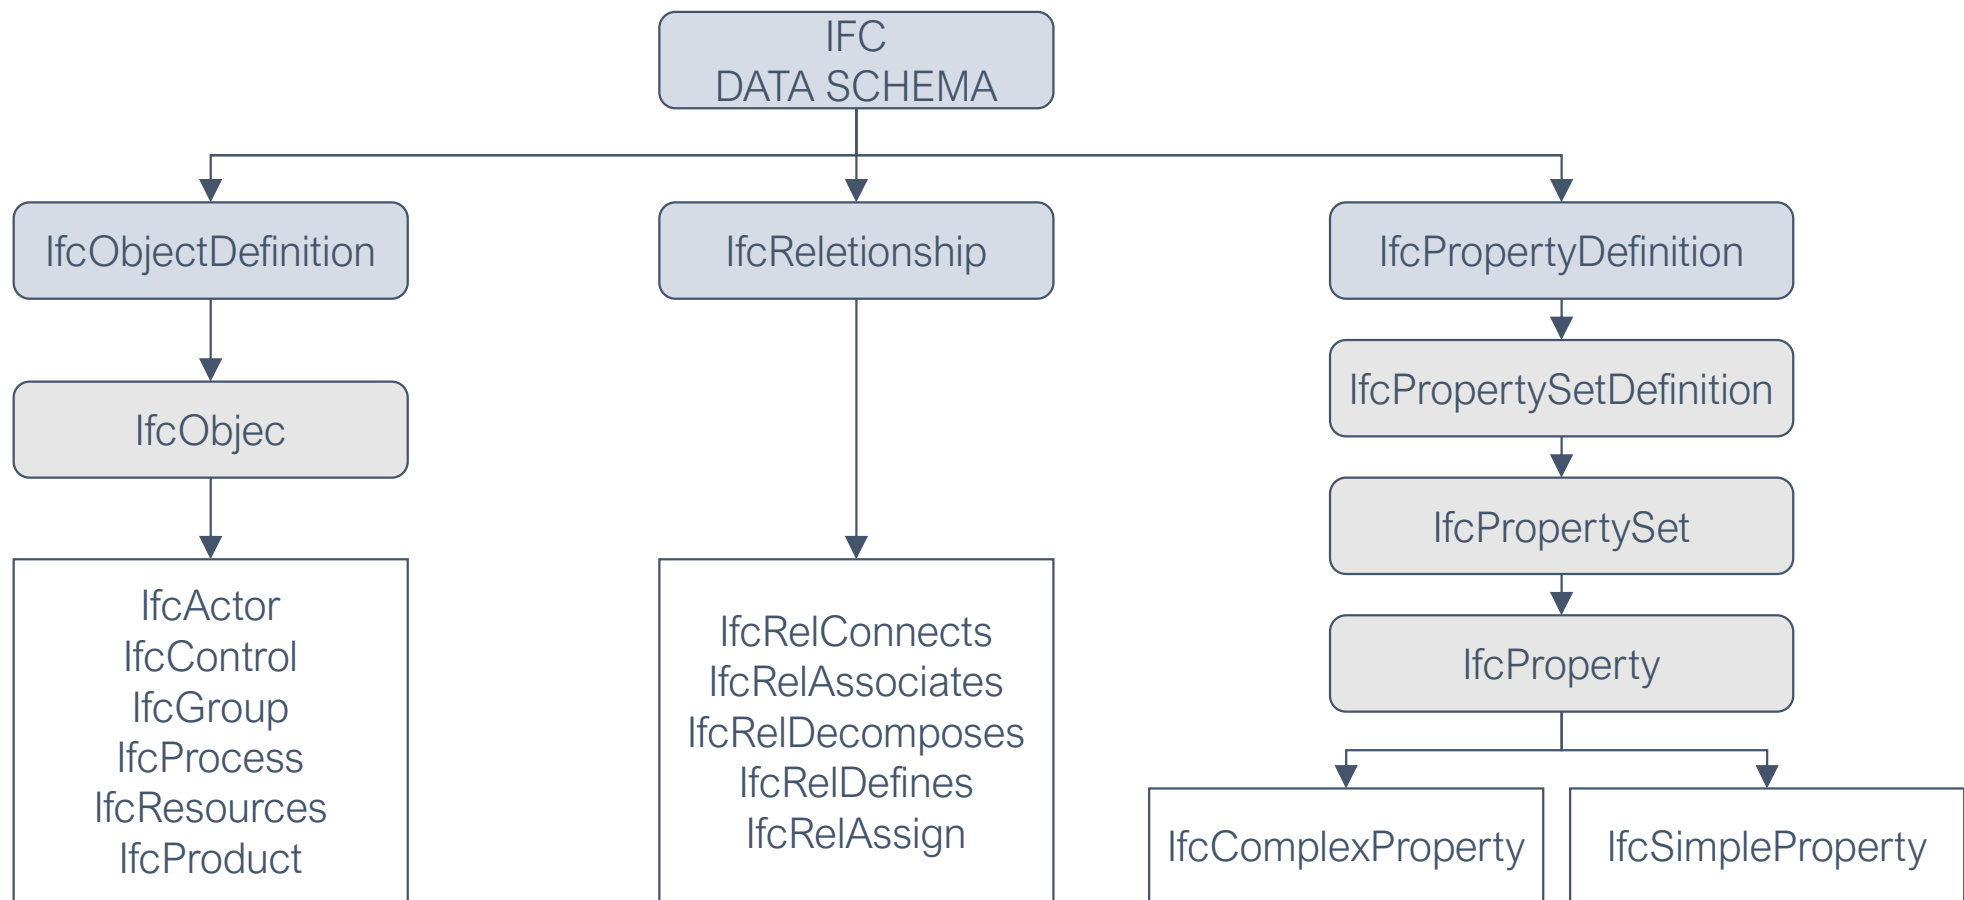 IFC
DATA SCHEMA
IfcObjectDefinition
IfcReletionship
IfcPropertyDefinition
IfcObjec
IfcPropertySetDefinition
IfcPropertySet
IfcProperty
IfcActor
IfcControl
IfcGroup
IfcProcess
IfcResources
IfcProduct
IfcRelConnects
IfcRelAssociates
IfcRelDecomposes
IfcRelDefines
IfcRelAssign
IfcComplexProperty
IfcSimpleProperty